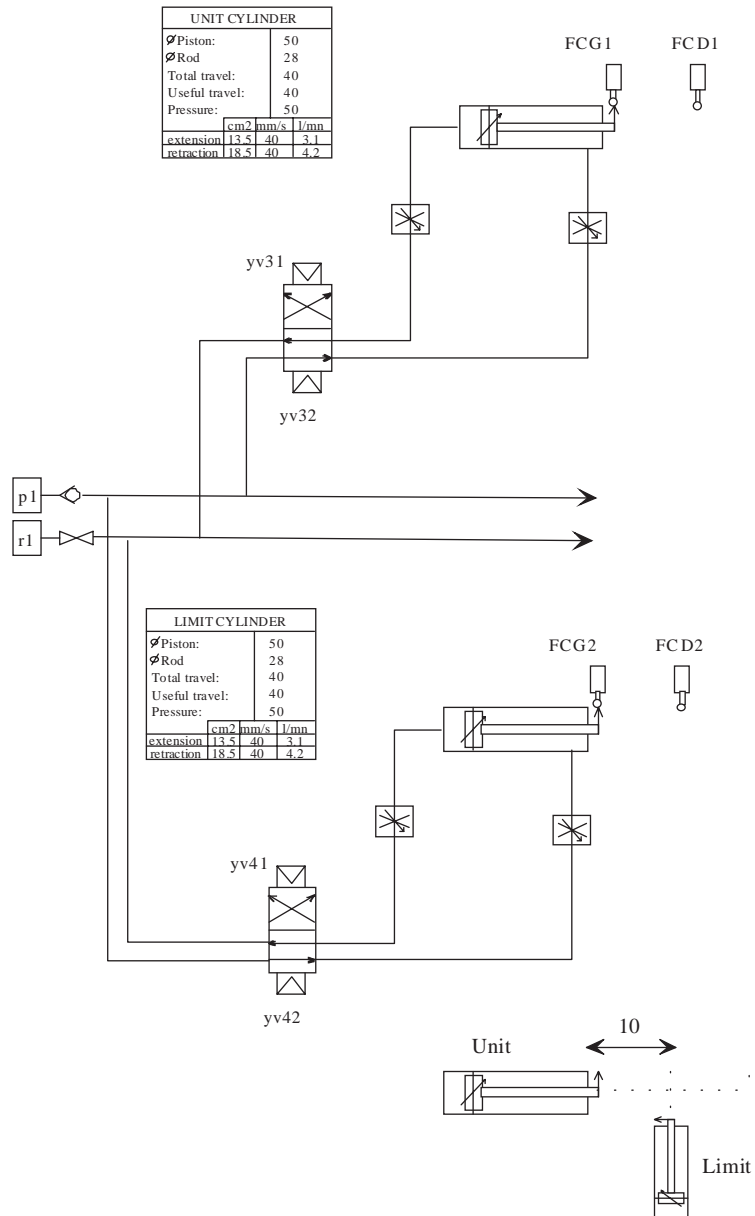 UNIT CYLINDER
ø Piston: 50
ø Rod 28
Total travel: 40
Useful travel: 40
Pressure: 50
cm2 mm/s l/mn
extension 13.5 40 3.1
retraction 18.5 40 4.2
FCG1 FCD1
yv31
yv32
p1
r1
LIMIT CYLINDER
ø Piston: 50
ø Rod 28
Total travel: 40
Useful travel: 40
Pressure: 50
cm2 mm/s l/mn
extension 13.5 40 3.1
retraction 18.5 40 4.2
FCG2 FCD2
yv41
yv42
10
Unit
Limit